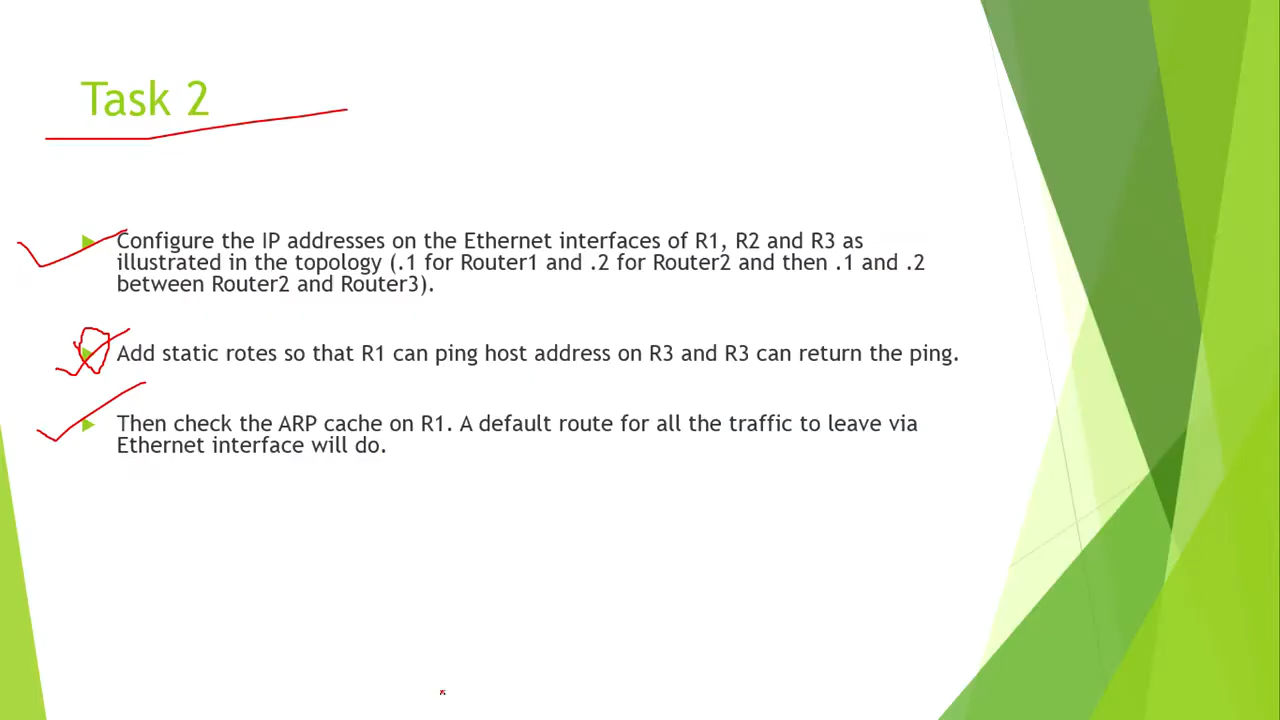 Task 2
Configure the IP addresses on the Ethernet interfaces of R1, R2 and R3 as
illustrated in the topology (.1 for Router1 and .2 for Router2 and then .1 and .2
between Router2 and Router3).
Add static rotes so that R1 can ping host address on R3 and R3 can return the ping.
Then check the ARP cache on R1. A default route for all the traffic to leave via
Ethernet interface will do.